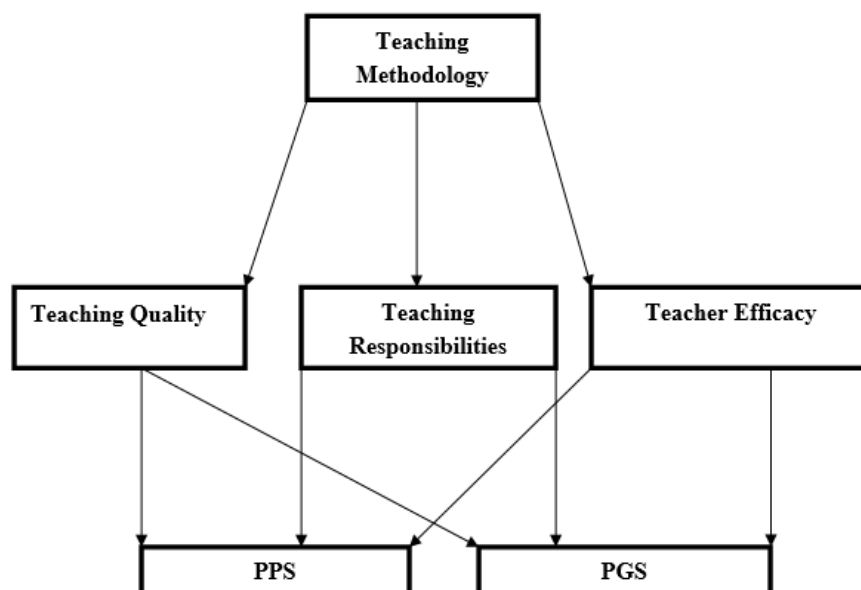 Teaching
Methodology
Teaching Quality
Teaching
Responsibilities
Teacher Efficacy
PPS
PGS